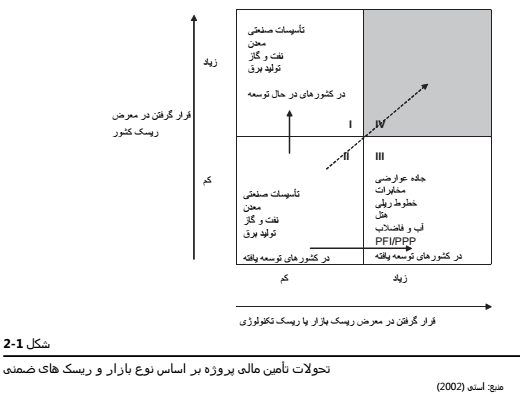 تأسیسات صنعتی
معدن
نفت و گاز
تولید برق
در کشورهای در حال توسعه
زیاد
قرار گرفتن در معرض
ریسک کشور
I
IV
II
III
کم
تأسیسات صنعتی
معدن
نفت و گاز
تولید برق
در کشورهای توسعه یافته
جاده عوارضی
مخابرات
خطوط ریلی
هتل
آب و فاضلاب
PFI/PPP
در کشورهای توسعه یافته
کم
زیاد
قرار گرفتن در معرض ریسک بازار یا ریسک تکنولوژی
شکل 1-2
تحولات تأمین مالی پروژه بر اساس نوع بازار و ریسک های ضمنی
منبع: استی (2002)